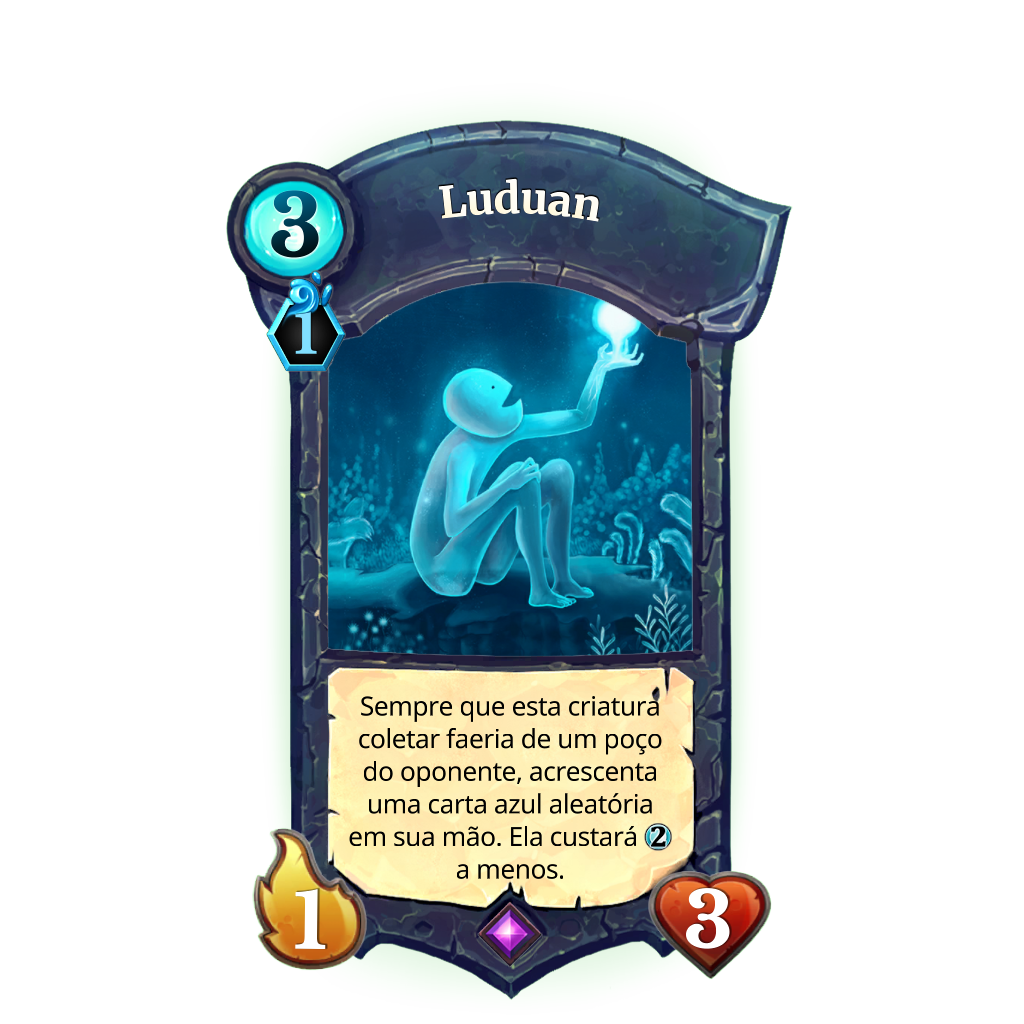 Luduan
3
1
Sempre que esta criatura
coletar faeria de um poço
do oponente, acrescenta
uma carta azul aleatória
em sua mão. Ela custará 2
a menos.
1
3